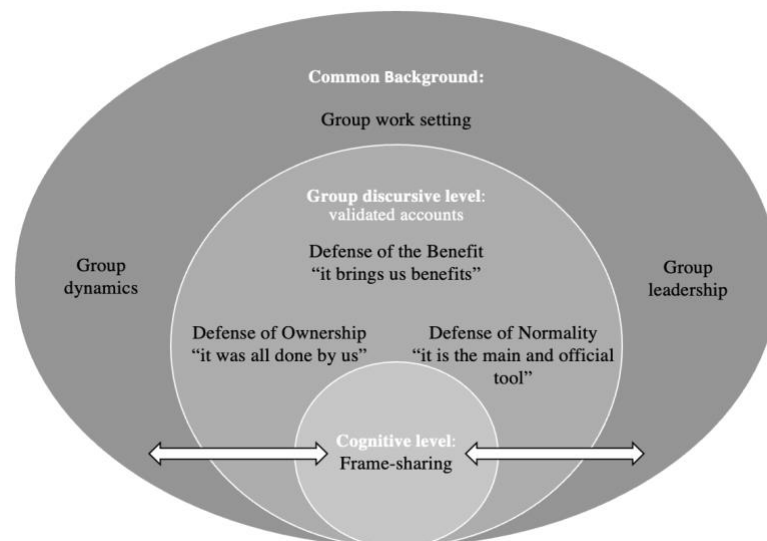 Common Background:
Group work setting
Group discursive level:
validated accounts
Defense of the Benefit
“it brings us benefits”
Group
dynamics
Group
leadership
Defense of Ownership
“it was all done by us”
Defense of Normality
“it is the main and official
tool”
Cognitive level:
Frame-sharing